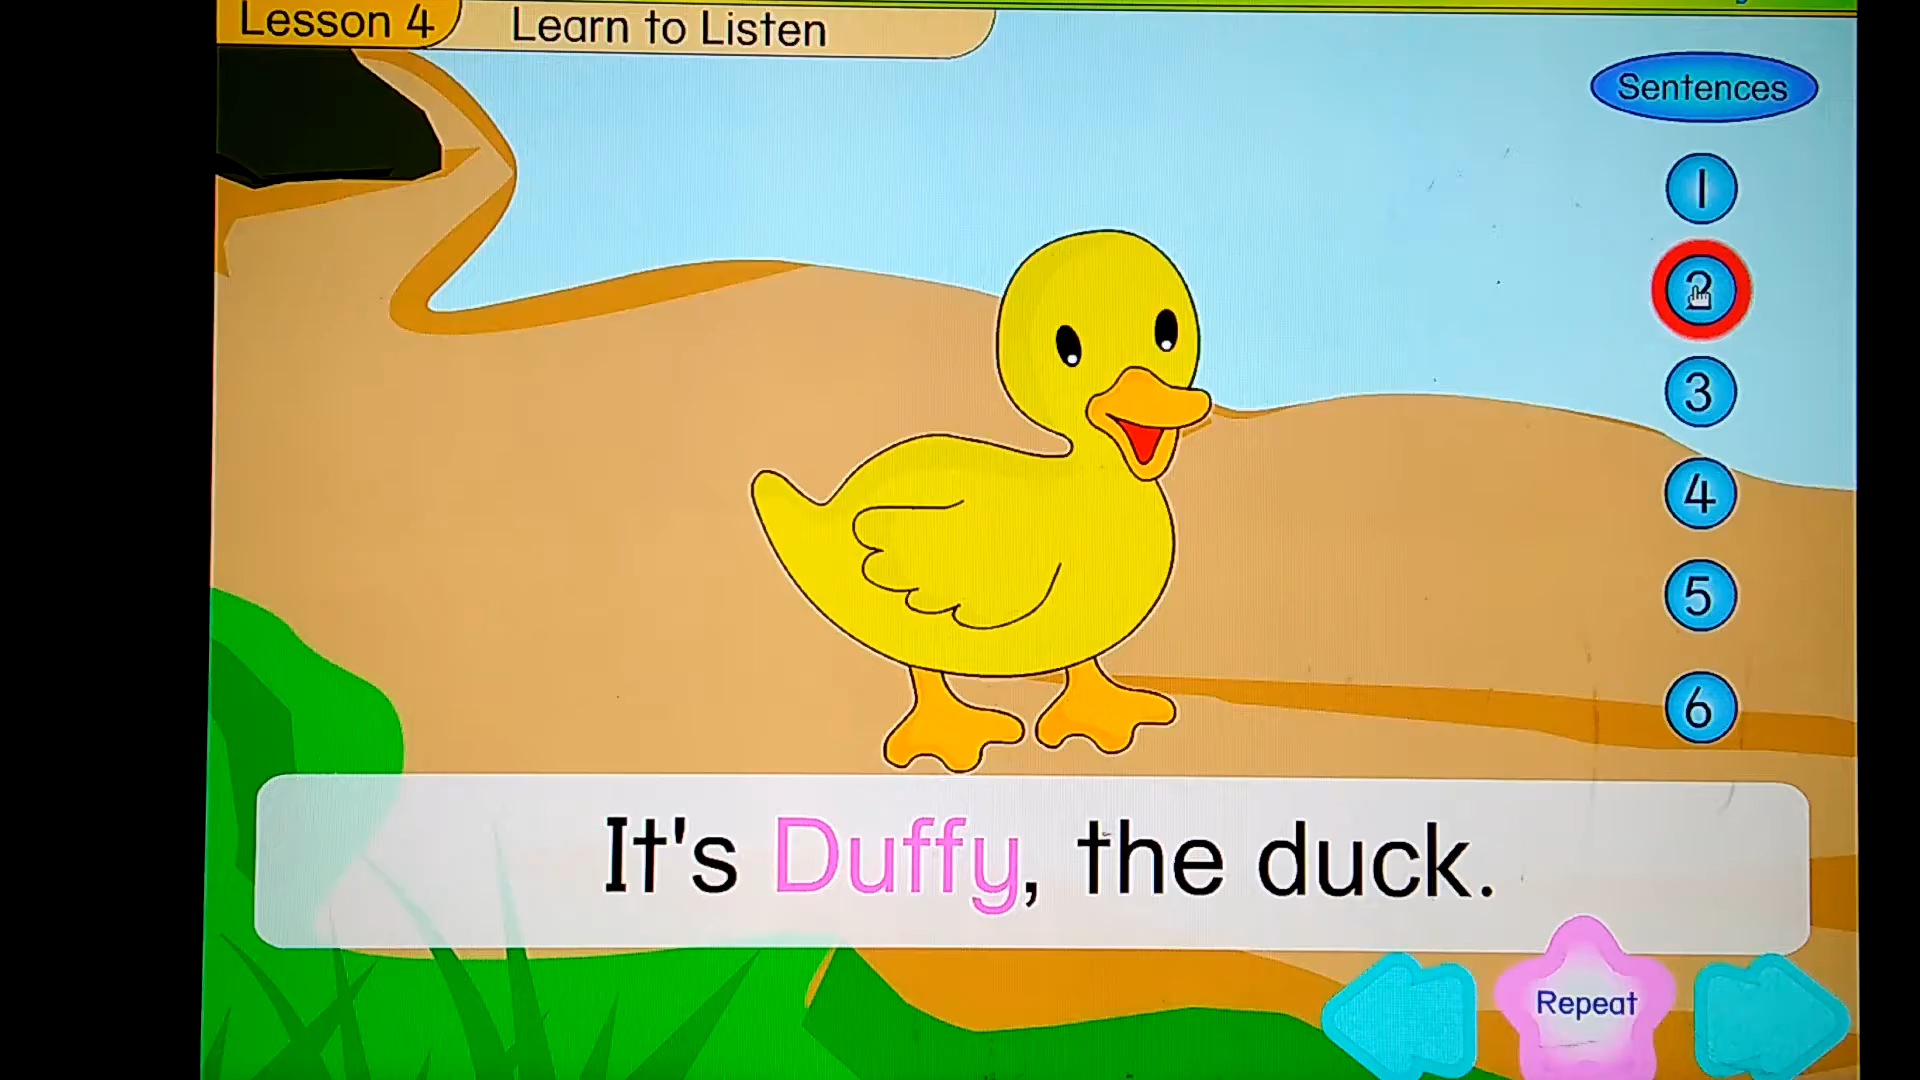 Lesson 4
Learn to Listen
Sentences
1
2
3
4
5
6
It's Duffy, the duck.
Repeat